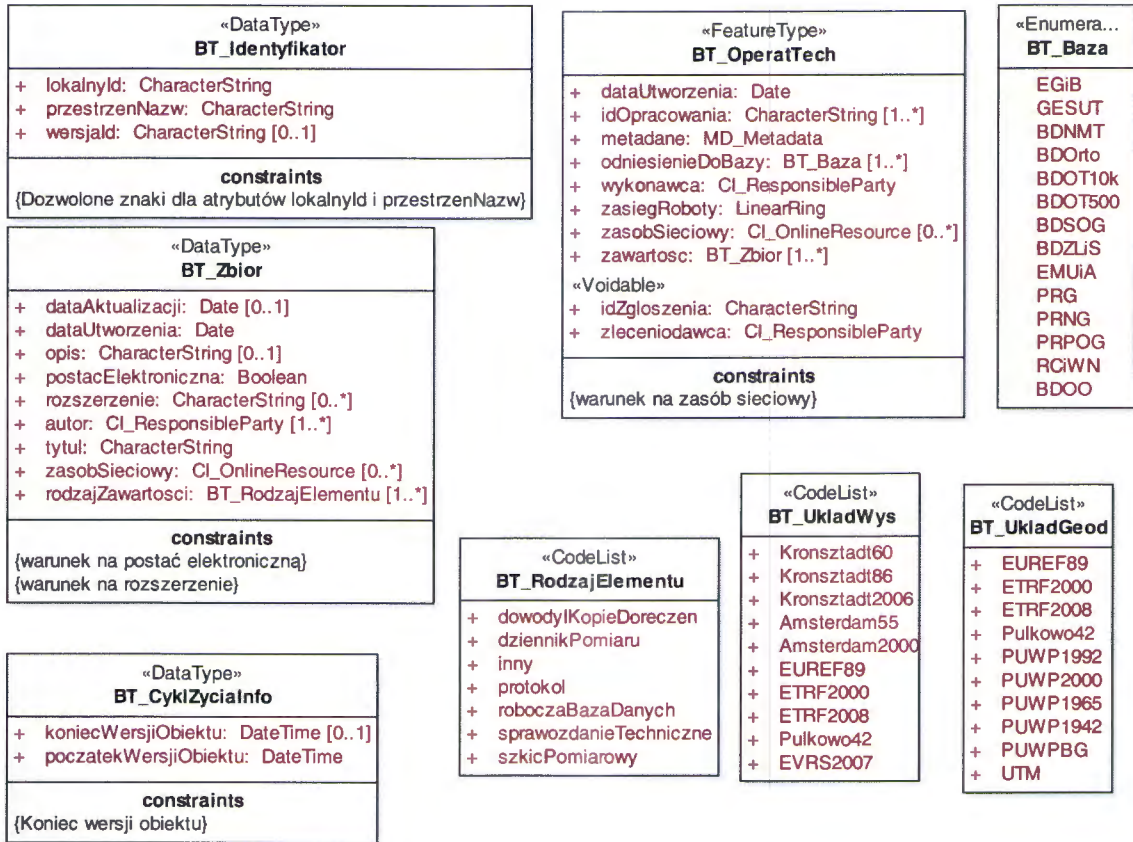 «DataType»
BT_Identyfikator
+ lokalnyId: CharacterString
+ przestrzenNazw: CharacterString
+ wersjaId: CharacterString [0..1]
constraints
{Dozwolone znaki dla atrybutów lokalnyId i przestrzenNazw}
«DataType»
BT_Zbior
+ dataAktualizacji: Date [0..1]
+ dataUtworzenia: Date
+ opis: CharacterString [0..1]
+ postacElektroniczna: Boolean
+ rozszerzenie: CharacterString [0..*]
+ autor: CI_ResponsibleParty [1..*]
+ tytul: CharacterString
+ zasobSieciowy: CI_OnlineResource [0..*]
+ rodzajZawartosci: BT_RodzajElementu [1..*]
constraints
{warunek na postać elektroniczną}
{warunek na rozszerzenie}
«DataType»
BT_CyklZyciaInfo
+ koniecWersjiObiektu: DateTime [0..1]
+ poczatekWersjiObiektu: DateTime
constraints
{Koniec wersji obiektu}
«FeatureType»
BT_OperatTech
+ dataUtworzenia: Date
+ idOpracowania: CharacterString [1..*]
+ metadane: MD_Metadata
+ odniesienieDoBazy: BT_Baza [1..*]
+ wykonawca: CI_ResponsibleParty
+ zasiegRoboty: LinearRing
+ zasobSieciowy: CI_OnlineResource [0..*]
+ zawartosc: BT_Zbior [1..*]
«Voidable»
+ idZgloszenia: CharacterString
+ zleceniodawca: CI_ResponsibleParty
constraints
{warunek na zasób sieciowy}
«Enumera...
BT_Baza
EGiB
GESUT
BDNMT
BDOrto
BDOT10k
BDOT500
BDSOG
BDZLiS
EMUiA
PRG
PRNG
PRPOG
RCiWN
BDOO
«CodeList»
BT_RodzajElementu
+ dowodyIKopieDoreczen
+ dziennikPomiaru
+ inny
+ protokol
+ roboczaBazaDanych
+ sprawozdanieTechniczne
+ szkicPomiarowy
«CodeList»
BT_UkladWys
+ Kronsztadt60
+ Kronsztadt86
+ Kronsztadt2006
+ Amsterdam55
+ Amsterdam2000
+ EUREF89
+ ETRF2000
+ ETRF2008
+ Pulkowo42
+ EVRS2007
«CodeList»
BT_UkladGeod
+ EUREF89
+ ETRF2000
+ ETRF2008
+ Pulkowo42
+ PUWP1992
+ PUWP2000
+ PUWP1965
+ PUWP1942
+ PUWPBG
+ UTM